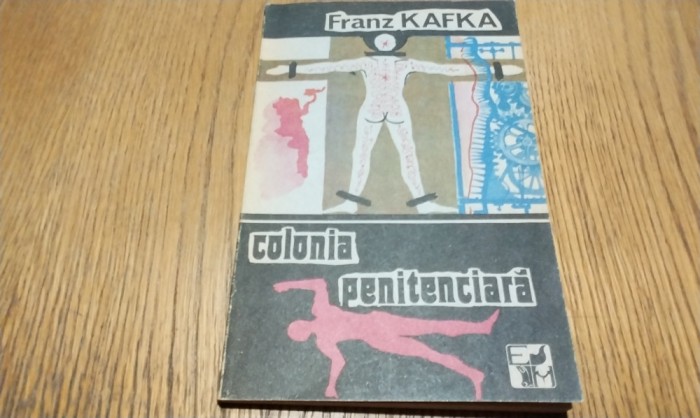 Franz KAFKA
colonia
penitenciară
E
M